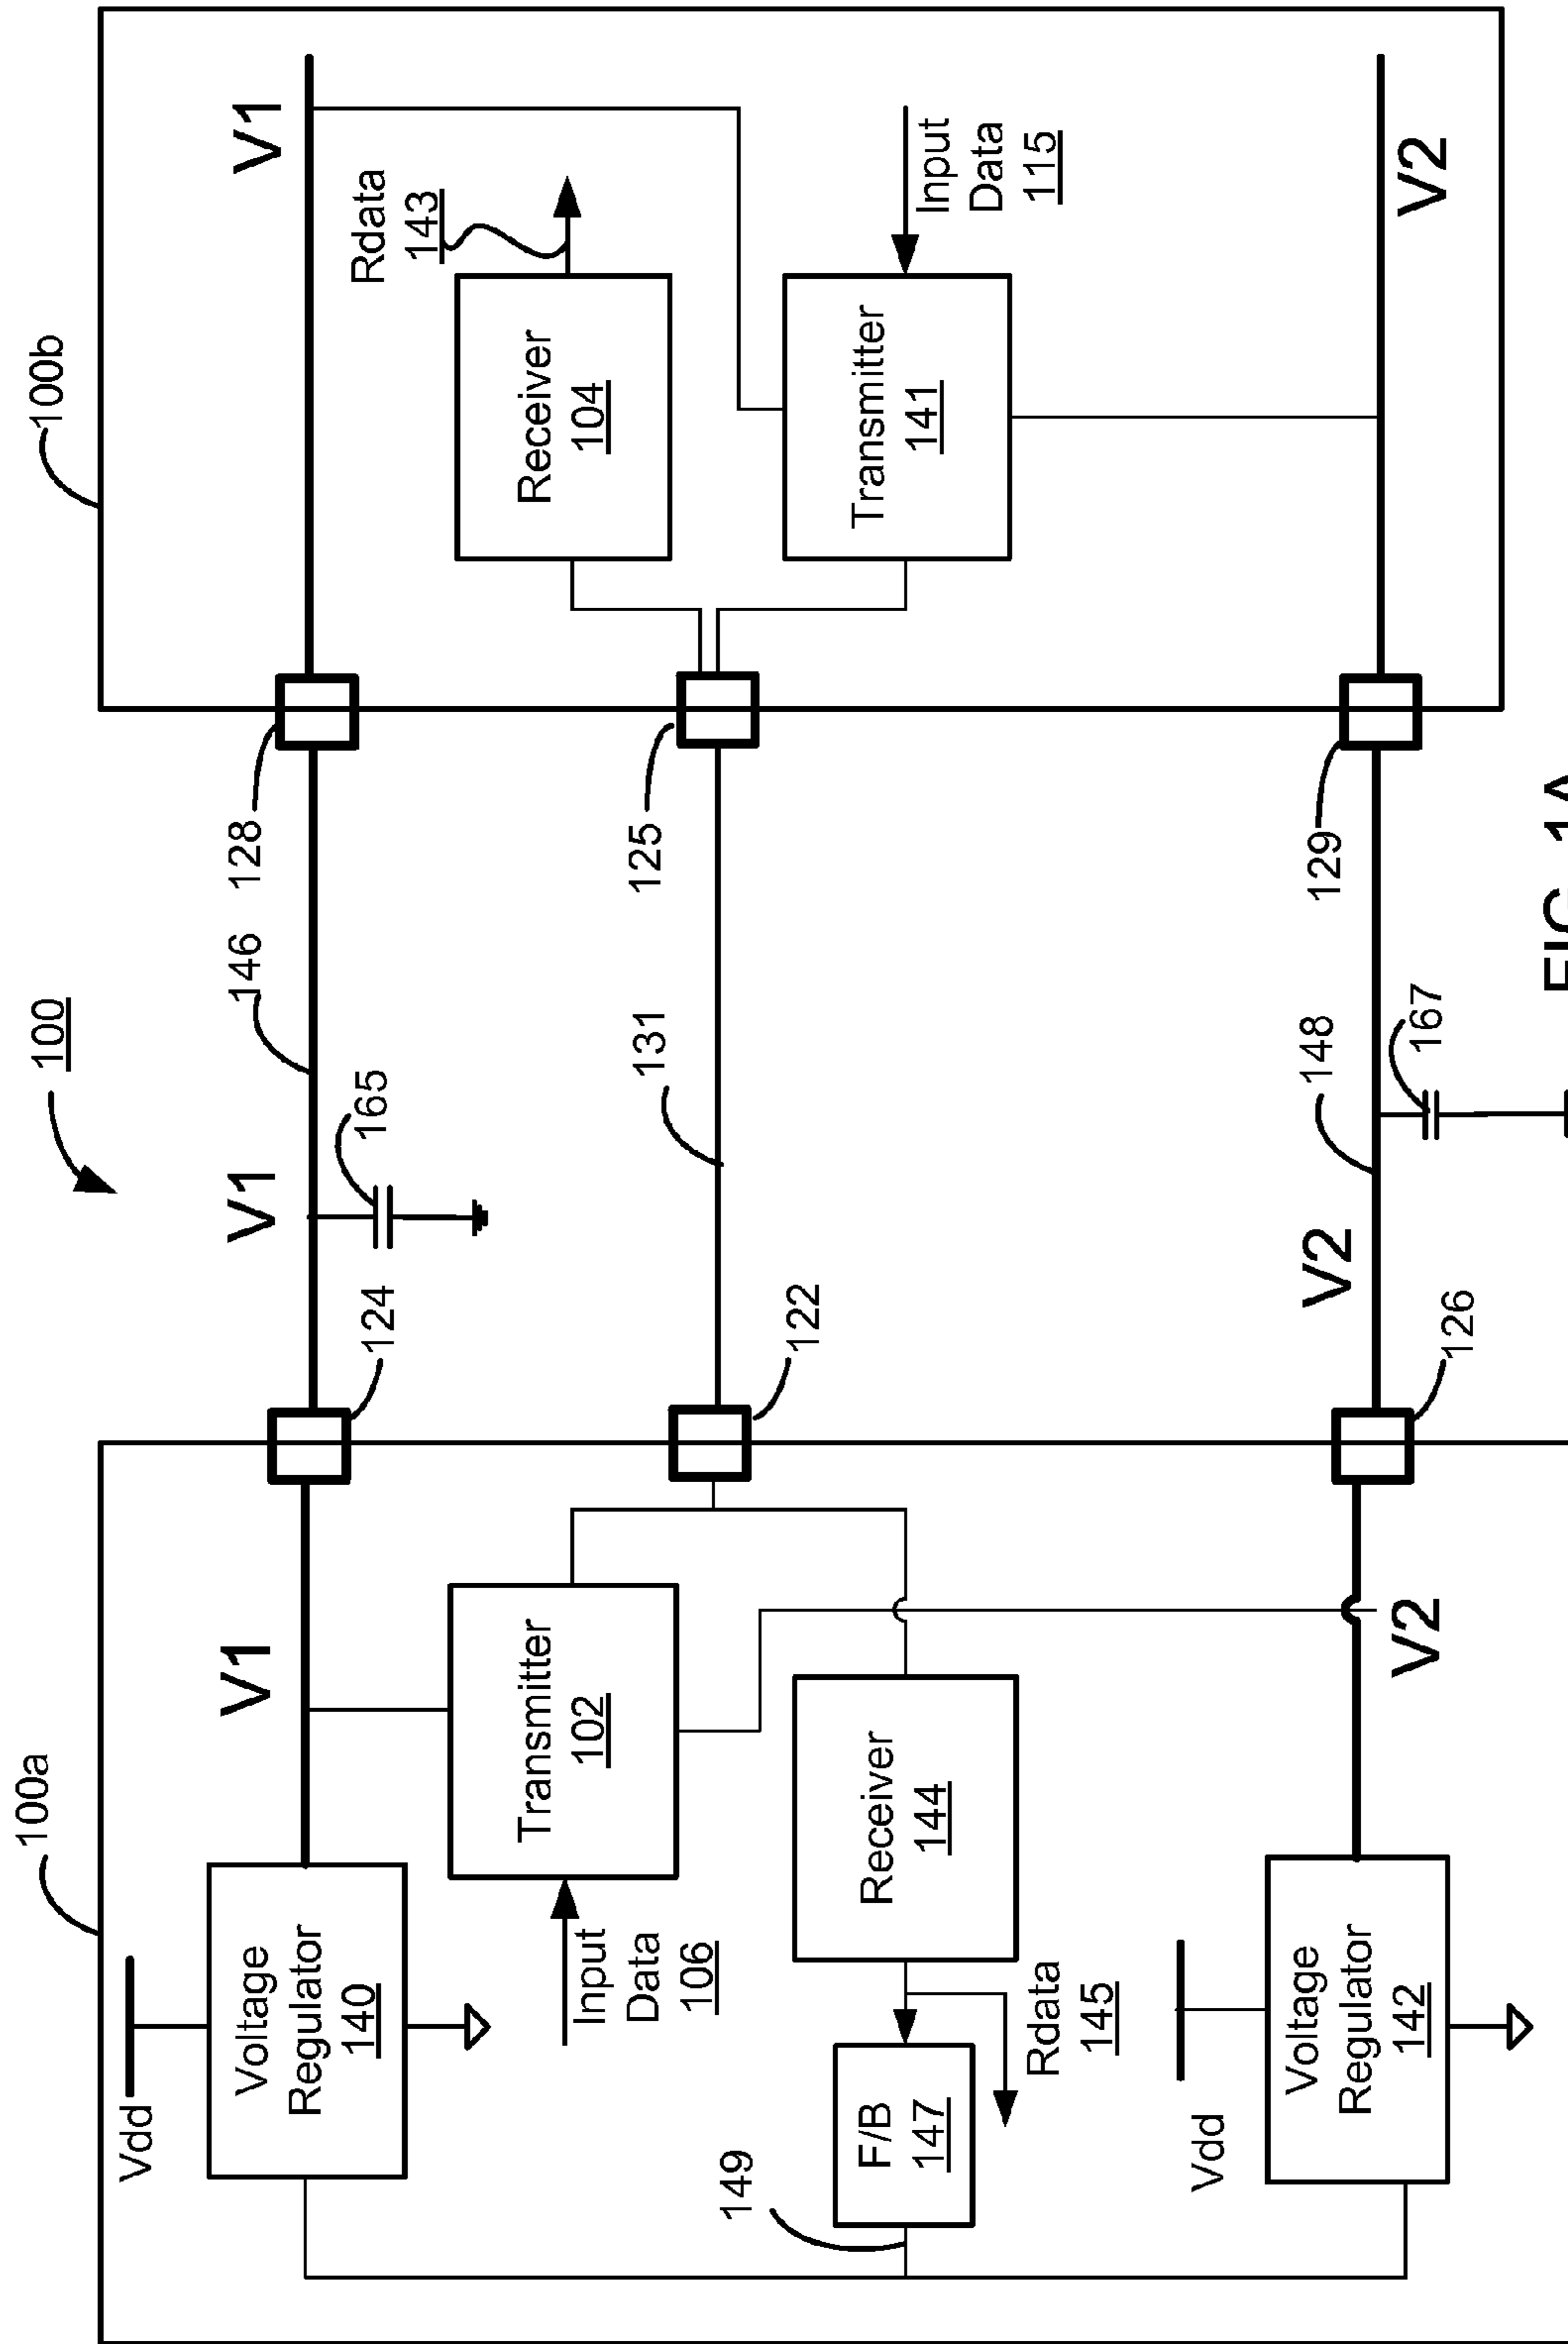 100
100a
100b
Vdd
Voltage
Regulator
140
V1
124
V1
165
146
128
V1
Transmitter
102
Input
Data
106
122
131
125
Receiver
104
Rdata
143
Receiver
144
F/B
147
149
Rdata
145
Transmitter
141
Input
Data
115
Vdd
Voltage
Regulator
142
V2
126
V2
148
167
129
V2
FIG. 1A